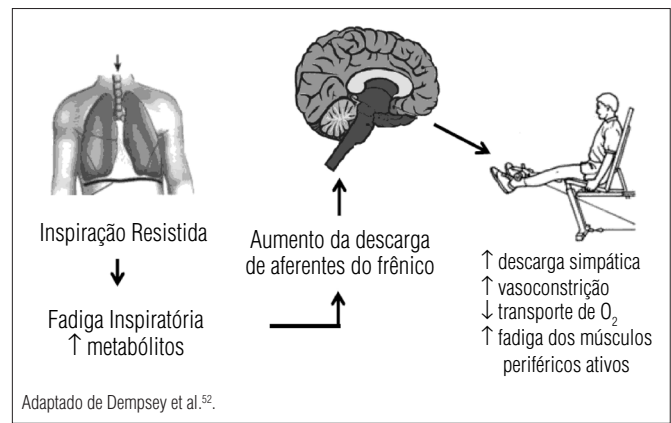 Inspiração Resistida
Fadiga Inspiratória
↑ metabólitos
Aumento da descarga
de aferentes do frênico
↑ descarga simpática
↑ vasoconstrição
↓ transporte de O₂
↑ fadiga dos músculos
periféricos ativos
Adaptado de Dempsey et al.⁵².